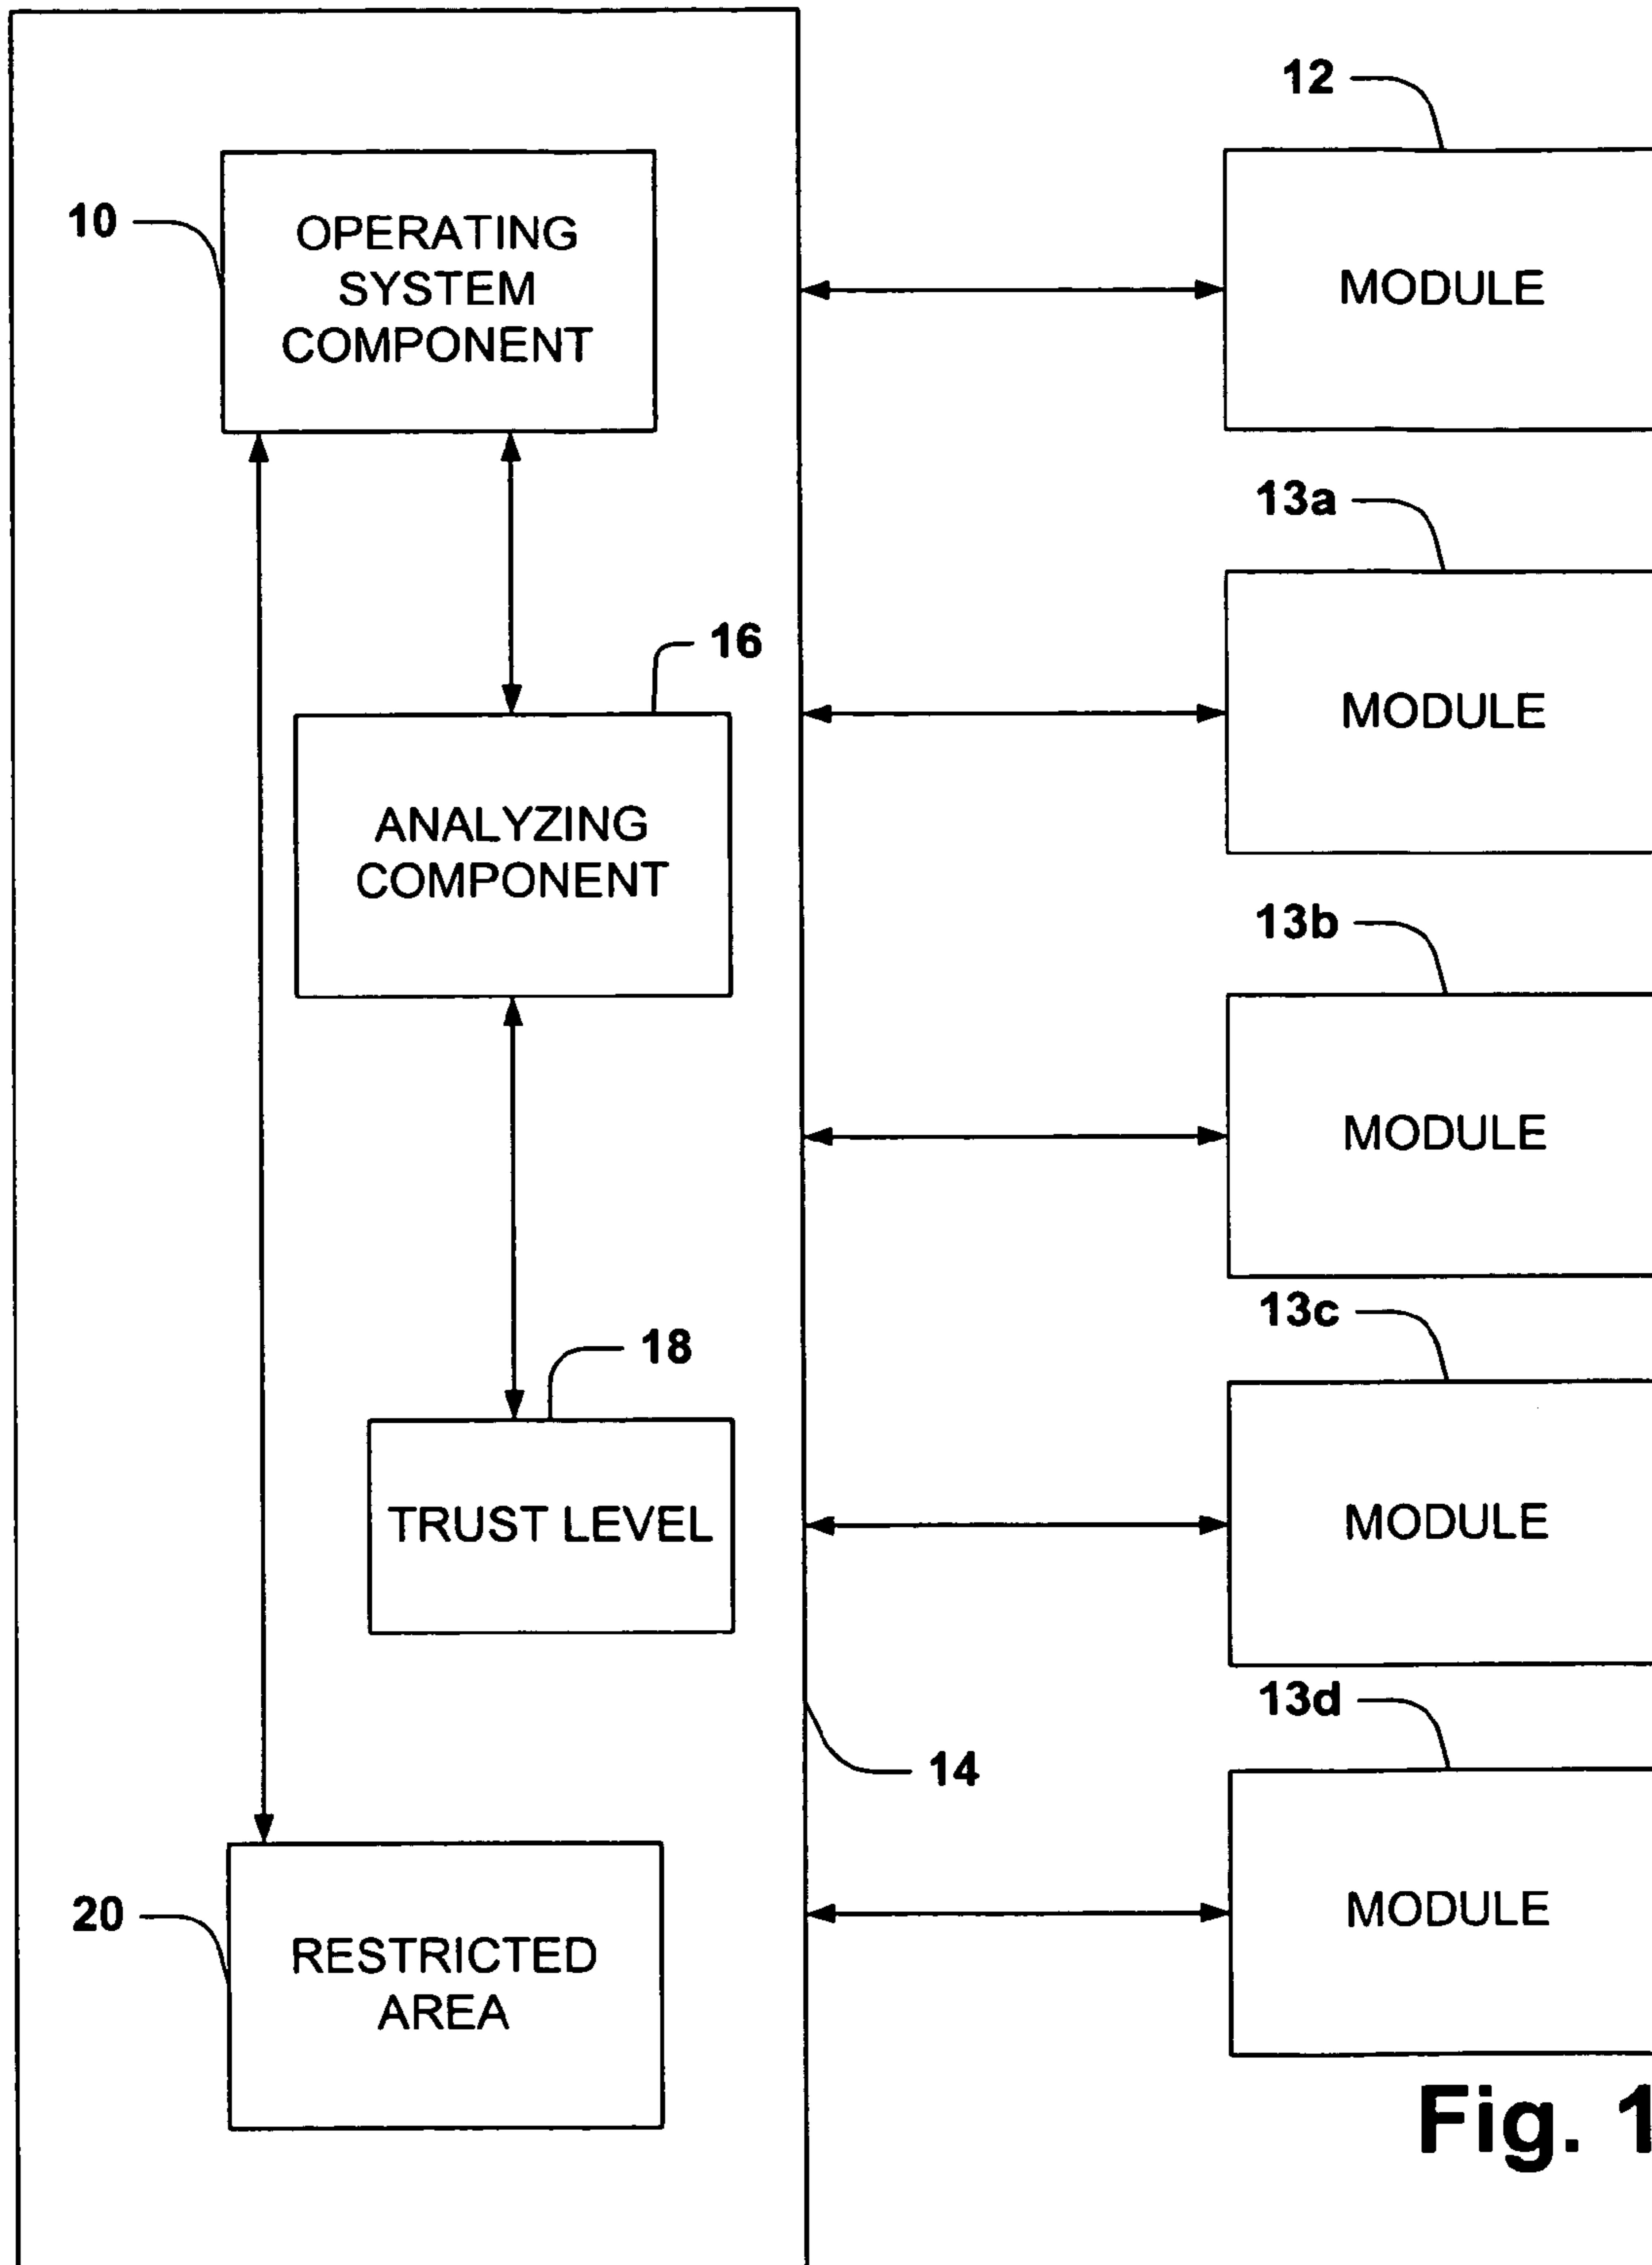 12
MODULE
10
OPERATING
SYSTEM
COMPONENT
13a
MODULE
16
ANALYZING
COMPONENT
13b
MODULE
13c
MODULE
18
TRUST LEVEL
13d
MODULE
14
20
RESTRICTED
AREA
Fig. 1